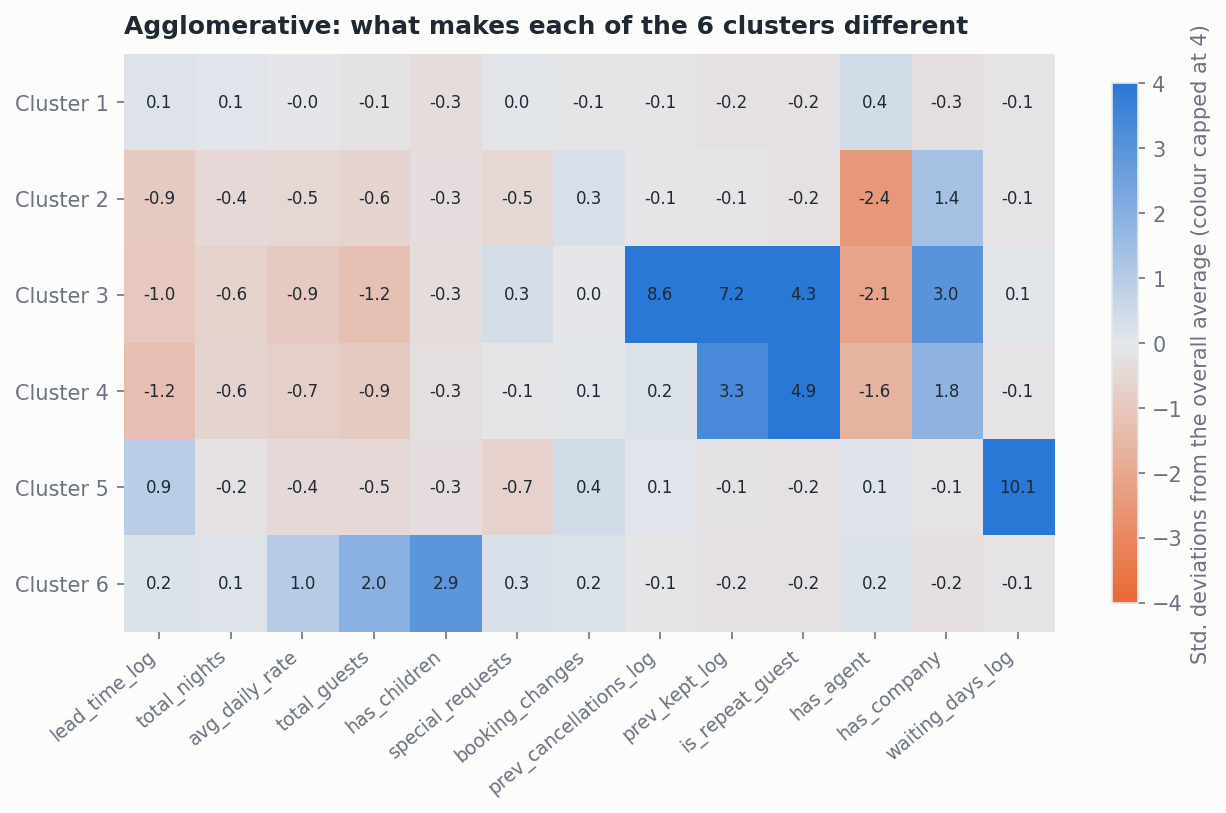 Agglomerative: what makes each of the 6 clusters different
Cluster 1 0.1 0.1 -0.0 -0.1 -0.3 0.0 -0.1 -0.1 -0.2 -0.2 0.4 -0.3 -0.1
Cluster 2 -0.9 -0.4 -0.5 -0.6 -0.3 -0.5 0.3 -0.1 -0.1 -0.2 -2.4 1.4 -0.1
Cluster 3 -1.0 -0.6 -0.9 -1.2 -0.3 0.3 0.0 8.6 7.2 4.3 -2.1 3.0 0.1
Cluster 4 -1.2 -0.6 -0.7 -0.9 -0.3 -0.1 0.1 0.2 3.3 4.9 -1.6 1.8 -0.1
Cluster 5 0.9 -0.2 -0.4 -0.5 -0.3 -0.7 0.4 0.1 -0.1 -0.2 0.1 -0.1 10.1
Cluster 6 0.2 0.1 1.0 2.0 2.9 0.3 0.2 -0.1 -0.2 -0.2 0.2 -0.2 -0.1
lead_time_log
total_nights
avg_daily_rate
total_guests
has_children
special_requests
booking_changes
prev_cancellations_log
prev_kept_log
is_repeat_guest
has_agent
has_company
waiting_days_log
4
3
2
1
0
−1
−2
−3
−4
Std. deviations from the overall average (colour capped at 4)